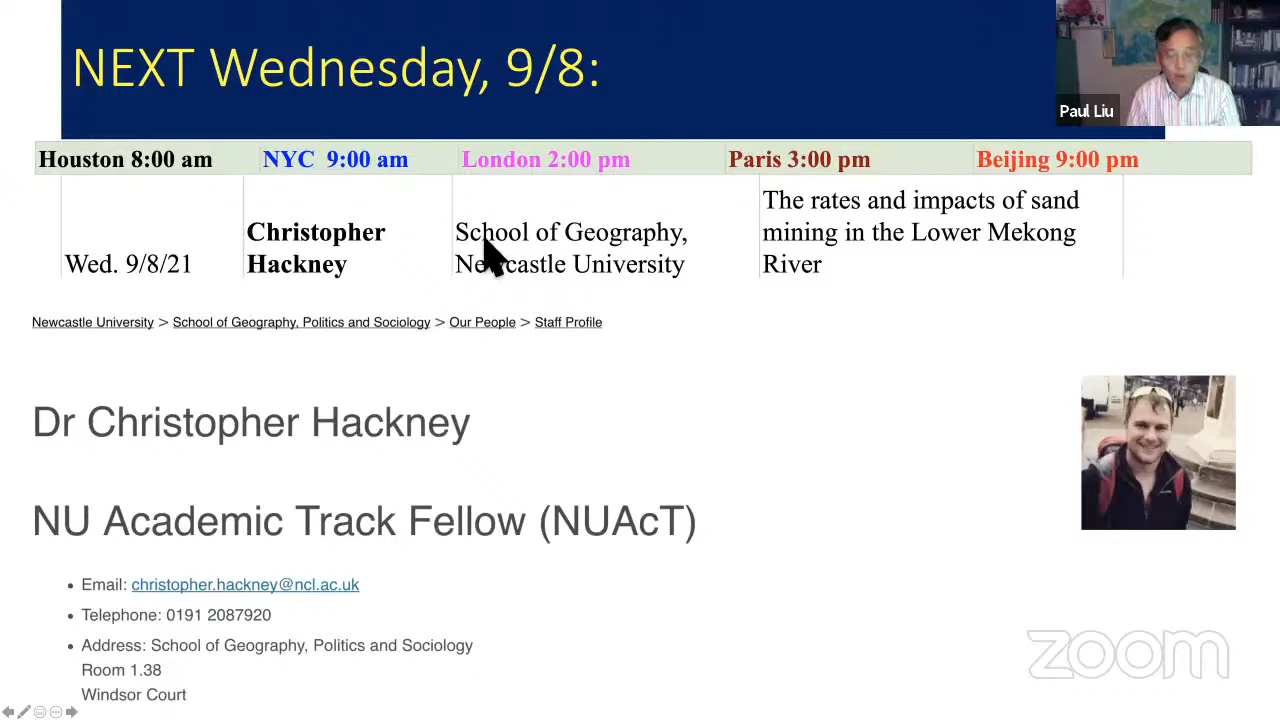 NEXT Wednesday, 9/8:
Paul Liu
Houston 8:00 am NYC 9:00 am London 2:00 pm Paris 3:00 pm Beijing 9:00 pm
Wed. 9/8/21
Christopher
Hackney
School of Geography,
Newcastle University
The rates and impacts of sand
mining in the Lower Mekong
River
Newcastle University > School of Geography, Politics and Sociology > Our People > Staff Profile
Dr Christopher Hackney
NU Academic Track Fellow (NUAcT)
• Email: christopher.hackney@ncl.ac.uk
• Telephone: 0191 2087920
• Address: School of Geography, Politics and Sociology
Room 1.38
Windsor Court
zoom